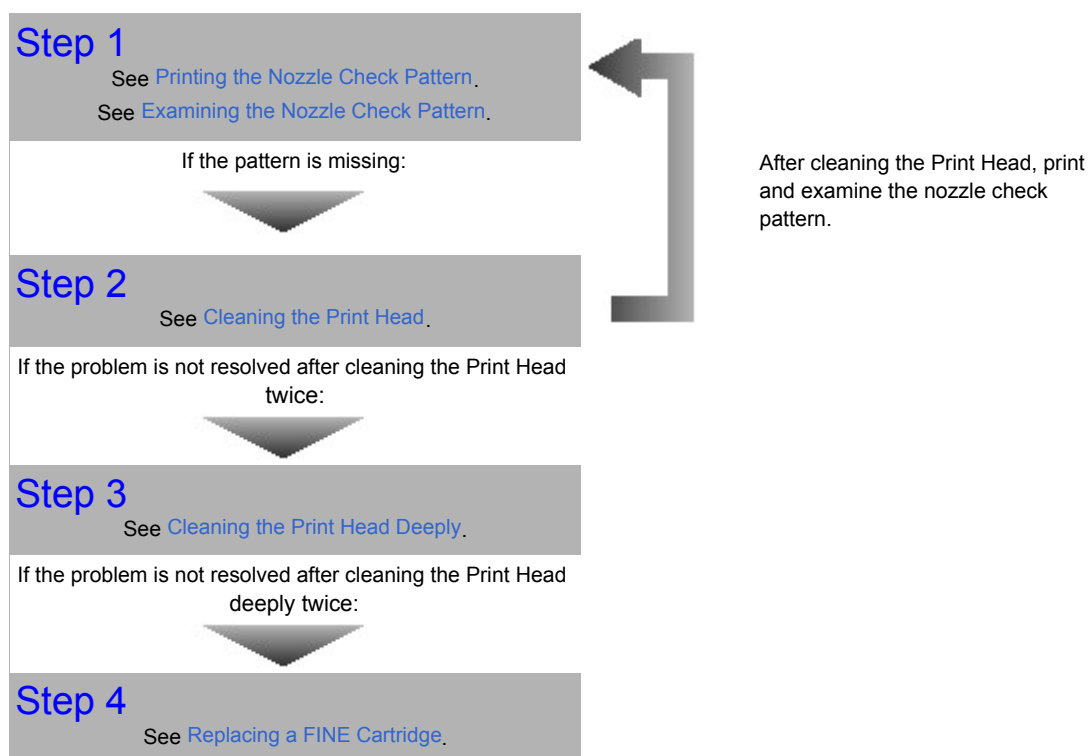 Step 1
See Printing the Nozzle Check Pattern.
See Examining the Nozzle Check Pattern.
If the pattern is missing:
After cleaning the Print Head, print
and examine the nozzle check
pattern.
Step 2
See Cleaning the Print Head.
If the problem is not resolved after cleaning the Print Head
twice:
Step 3
See Cleaning the Print Head Deeply.
If the problem is not resolved after cleaning the Print Head
deeply twice:
Step 4
See Replacing a FINE Cartridge.